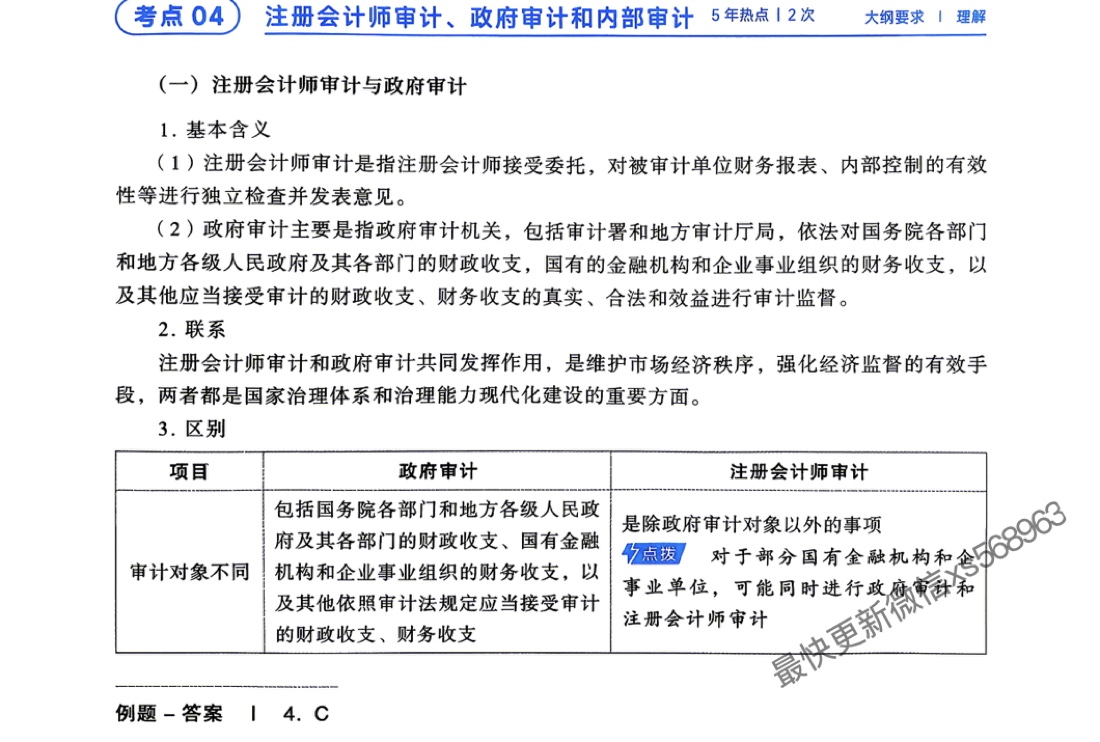 考点 04 注册会计师审计、政府审计和内部审计 5年热点 | 2次 大纲要求 | 理解
（一）注册会计师审计与政府审计
1. 基本含义
（1）注册会计师审计是指注册会计师接受委托，对被审计单位财务报表、内部控制的有效
性等进行独立检查并发表意见。
（2）政府审计主要是指政府审计机关，包括审计署和地方审计厅局，依法对国务院各部门
和地方各级人民政府及其各部门的财政收支，国有的金融机构和企业事业组织的财务收支，以
及其他应当接受审计的财政收支、财务收支的真实、合法和效益进行审计监督。
2. 联系
注册会计师审计和政府审计共同发挥作用，是维护市场经济秩序，强化经济监督的有效手
段，两者都是国家治理体系和治理能力现代化建设的重要方面。
3. 区别
项目 政府审计 注册会计师审计
审计对象不同
包括国务院各部门和地方各级人民政
府及其各部门的财政收支、国有金融
机构和企业事业组织的财务收支，以
及其他依照审计法规定应当接受审计
的财政收支、财务收支
是除政府审计对象以外的事项
点拨 对于部分国有金融机构和企
事业单位，可能同时进行政府审计和
注册会计师审计
最快更新微信xs568963
例题－答案 | 4. C